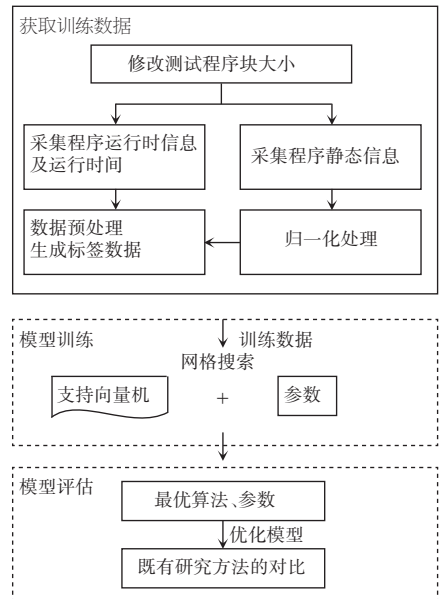 获取训练数据
修改测试程序块大小
采集程序运行时信息
及运行时间
采集程序静态信息
数据预处理
生成标签数据
归一化处理
模型训练
训练数据
网格搜索
支持向量机
+
参数
模型评估
最优算法、参数
优化模型
既有研究方法的对比